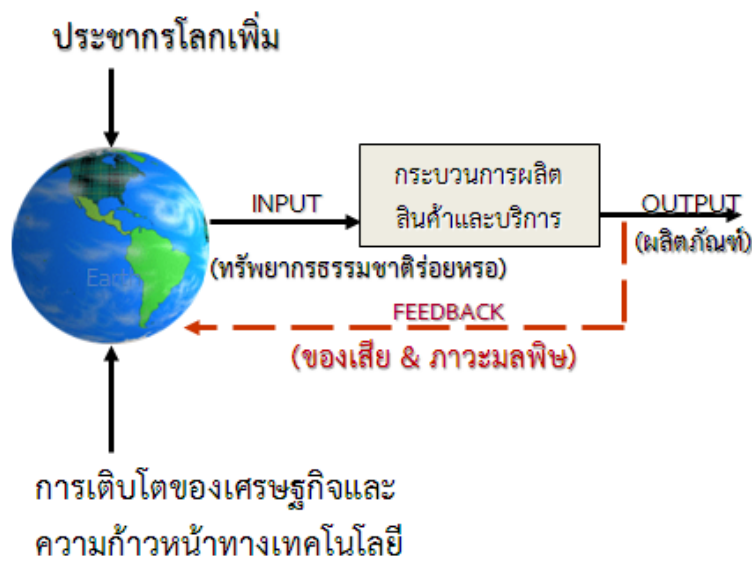 ประชากรโลกเพิ่ม
INPUT
กระบวนการผลิต
สินค้าและบริการ
OUTPUT
(ผลิตภัณฑ์)
Earth
(ทรัพยากรธรรมชาติร่อยหรอ)
FEEDBACK
(ของเสีย & ภาวะมลพิษ)
การเติบโตของเศรษฐกิจและ
ความก้าวหน้าทางเทคโนโลยี